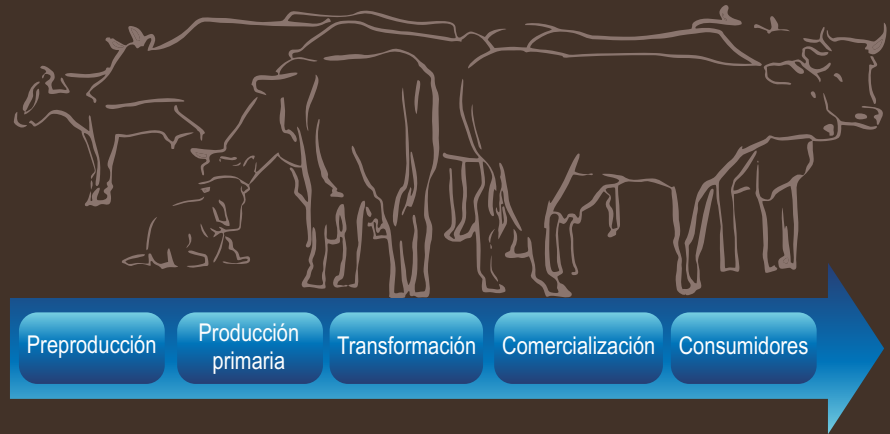 Preproducción
Producción
primaria
Transformación
Comercialización
Consumidores